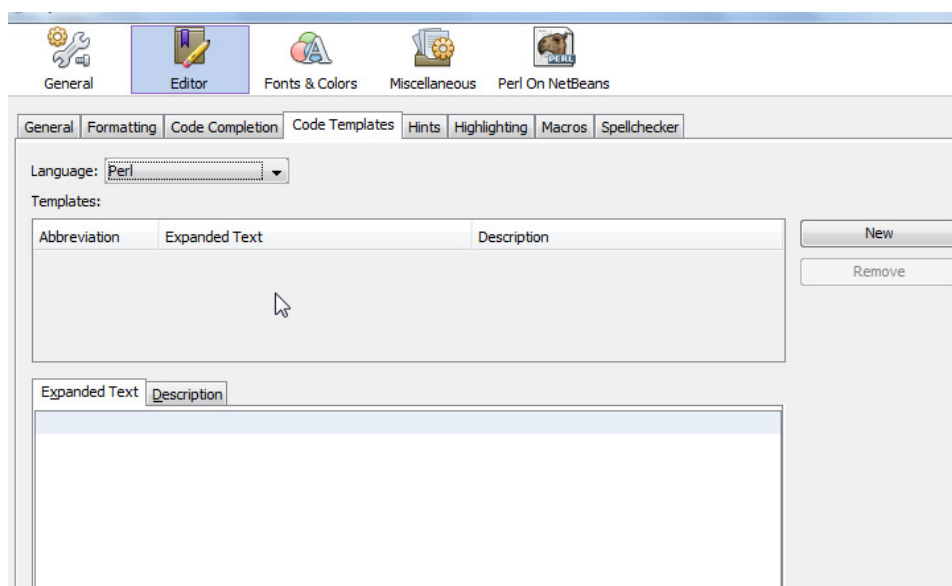 General Editor Fonts & Colors Miscellaneous Perl On NetBeans
General Formatting Code Completion Code Templates Hints Highlighting Macros Spellchecker
Language: Perl
Templates:
Abbreviation Expanded Text Description
New
Remove
Expanded Text Description